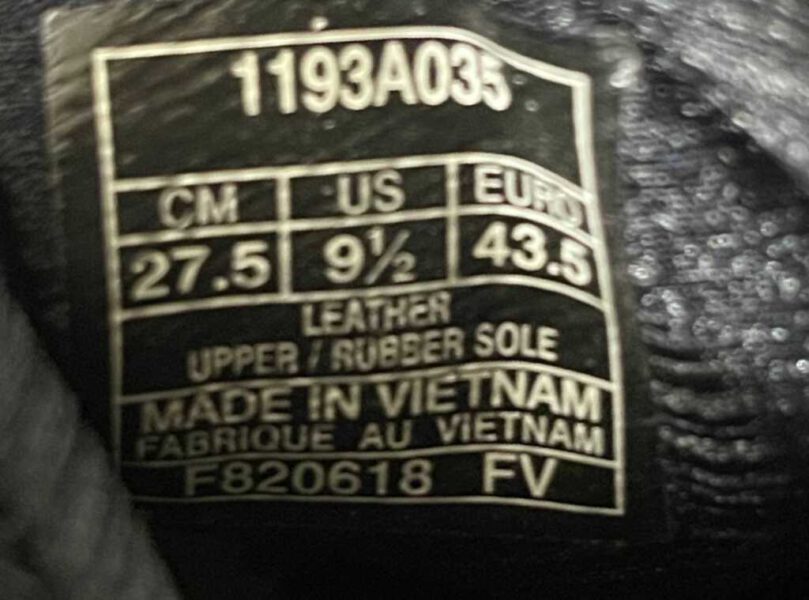 1193A035
CM US EURO
27.5 9½ 43.5
LEATHER
UPPER / RUBBER SOLE
MADE IN VIETNAM
FABRIQUE AU VIETNAM
F820618 FV